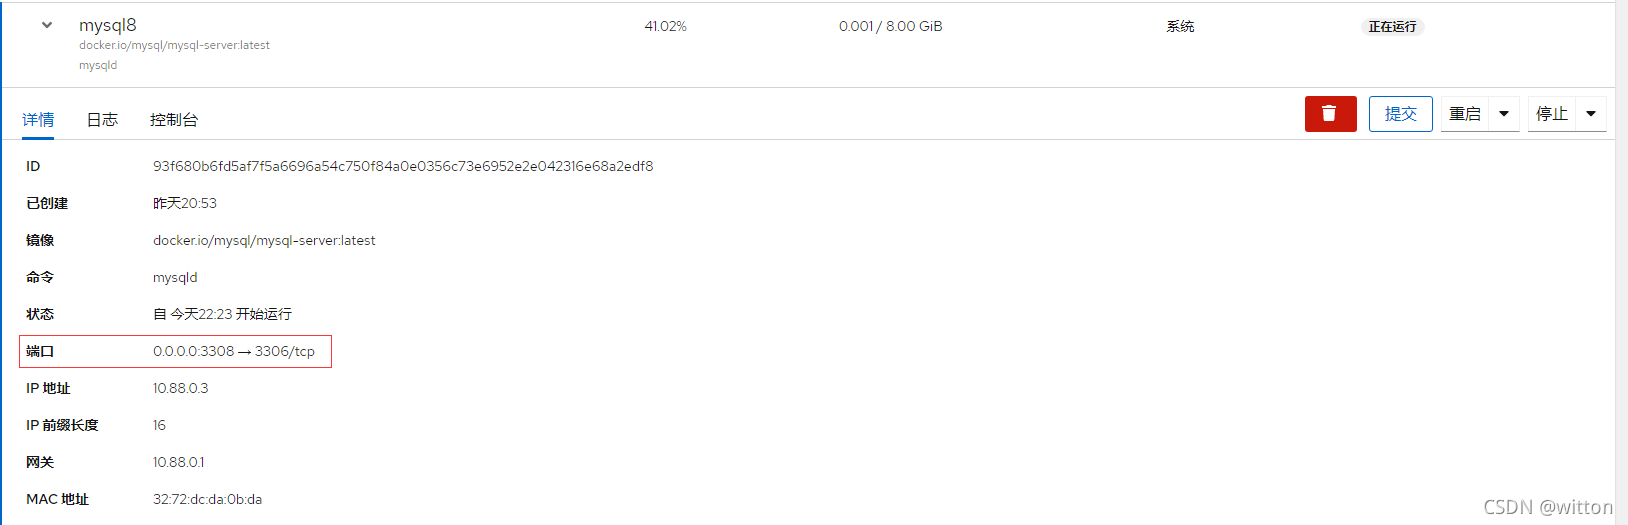 mysql8 41.02% 0.001 / 8.00 GiB 系统 正在运行
docker.io/mysql/mysql-server:latest
mysqld
详情 日志 控制台 提交 重启 停止
ID 93f680b6fd5af7f5a6696a54c750f84a0e0356c73e6952e2e042316e68a2edf8
已创建 昨天20:53
镜像 docker.io/mysql/mysql-server:latest
命令 mysqld
状态 自 今天22:23 开始运行
端口 0.0.0.0:3308 → 3306/tcp
IP 地址 10.88.0.3
IP 前缀长度 16
网关 10.88.0.1
MAC 地址 32:72:dc:da:0b:da
CSDN @witton